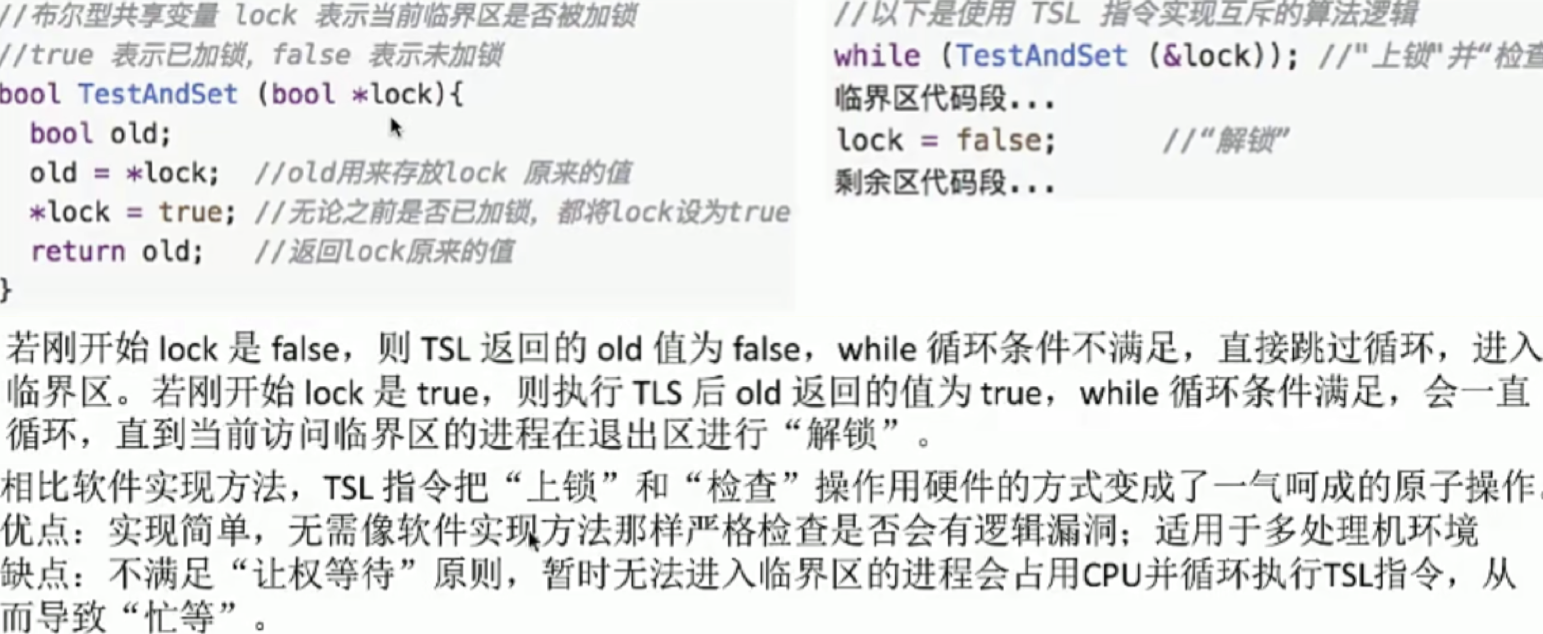 //布尔型共享变量 lock 表示当前临界区是否被加锁
//true 表示已加锁, false 表示未加锁
bool TestAndSet (bool *lock){
bool old;
old = *lock; //old用来存放lock 原来的值
*lock = true; //无论之前是否已加锁, 都将lock设为true
return old; //返回lock原来的值
}
//以下是使用 TSL 指令实现互斥的算法逻辑
while (TestAndSet (&lock)); //"上锁"并“检查
临界区代码段...
lock = false; //“解锁”
剩余区代码段...
若刚开始 lock 是 false，则 TSL 返回的 old 值为 false，while 循环条件不满足，直接跳过循环，进入
临界区。若刚开始 lock 是 true，则执行 TLS 后 old 返回的值为 true，while 循环条件满足，会一直
循环，直到当前访问临界区的进程在退出区进行“解锁”。
相比软件实现方法，TSL 指令把“上锁”和“检查”操作用硬件的方式变成了一气呵成的原子操作。
优点：实现简单，无需像软件实现方法那样严格检查是否会有逻辑漏洞；适用于多处理机环境
缺点：不满足“让权等待”原则，暂时无法进入临界区的进程会占用CPU并循环执行TSL指令，从
而导致“忙等”。